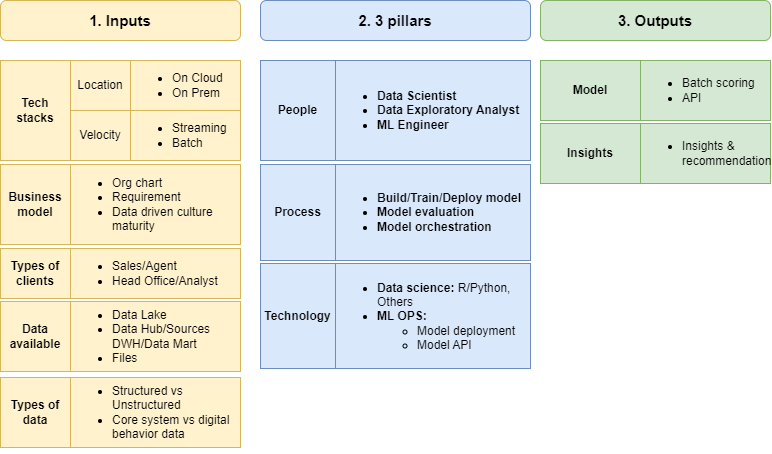 1. Inputs
Tech
stacks
Location
On Cloud
On Prem
Velocity
Streaming
Batch
Business
model
Org chart
Requirement
Data driven culture
maturity
Types of
clients
Sales/Agent
Head Office/Analyst
Data
available
Data Lake
Data Hub/Sources
DWH/Data Mart
Files
Types of
data
Structured vs
Unstructured
Core system vs digital
behavior data
2. 3 pillars
People
Data Scientist
Data Exploratory Analyst
ML Engineer
Process
Build/Train/Deploy model
Model evaluation
Model orchestration
Technology
Data science: R/Python,
Others
ML OPS:
Model deployment
Model API
3. Outputs
Model
Batch scoring
API
Insights
Insights &
recommendation